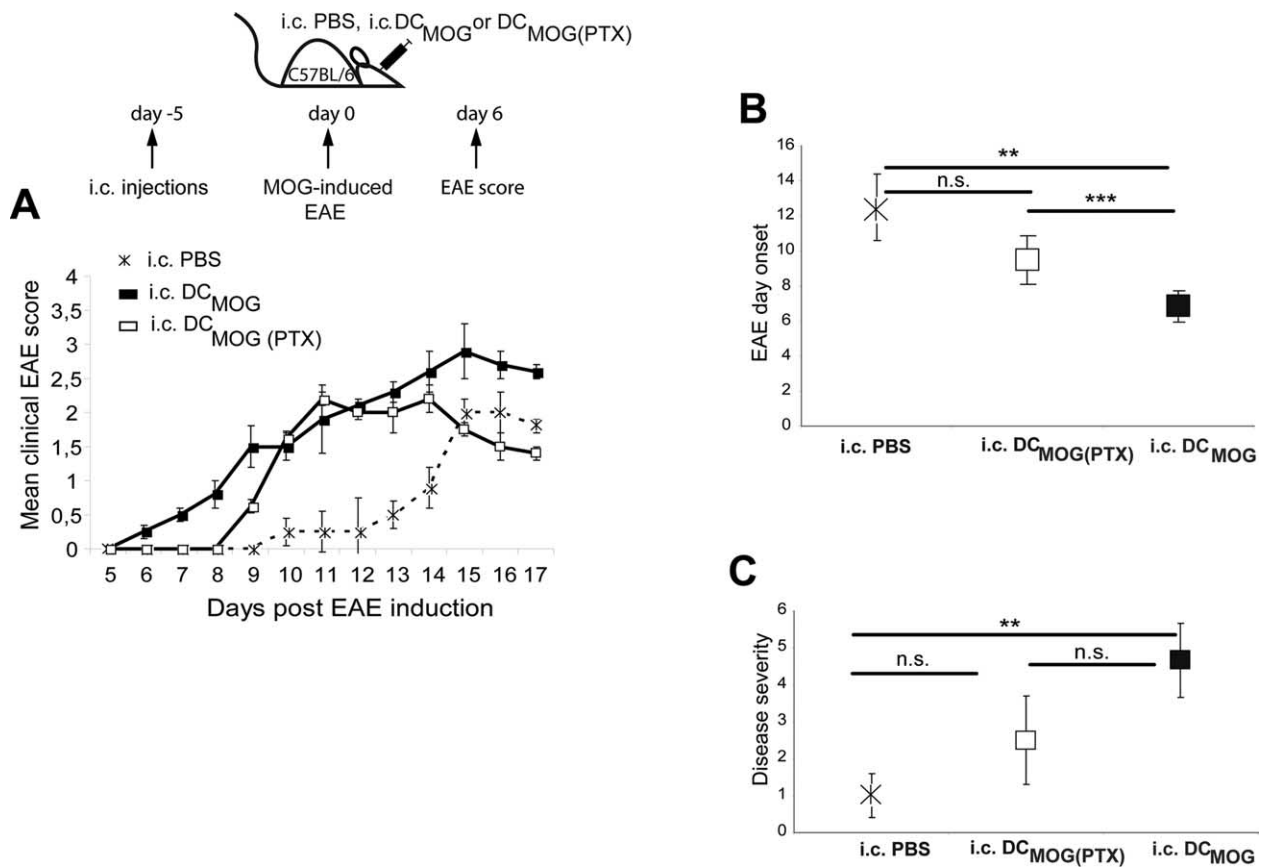 i.c. PBS, i.c.DCMOG or DCMOG(PTX)
C57BL/6
day -5
day 0
day 6
i.c. injections
MOG-induced
EAE
EAE score
A
i.c. PBS
i.c. DCMOG
i.c. DCMOG (PTX)
Mean clinical EAE score
4
3,5
3
2,5
2
1,5
1
0,5
0
5 6 7 8 9 10 11 12 13 14 15 16 17
Days post EAE induction
B
EAE day onset
16
14
12
10
8
6
4
2
0
**
n.s.
***
i.c. PBS
i.c. DCMOG(PTX)
i.c. DCMOG
C
Disease severity
6
5
4
3
2
1
0
**
n.s.
n.s.
i.c. PBS
i.c. DCMOG(PTX)
i.c. DCMOG